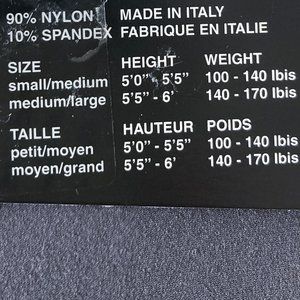 90% NYLON MADE IN ITALY
10% SPANDEX FABRIQUE EN ITALIE
SIZE HEIGHT WEIGHT
small/medium 5’0” - 5’5” 100 - 140 lbis
medium/large 5’5” - 6’ 140 - 170 lbis
TAILLE HAUTEUR POIDS
petit/moyen 5’0” - 5’5” 100 - 140 lbis
moyen/grand 5’5” - 6’ 140 - 170 lbis